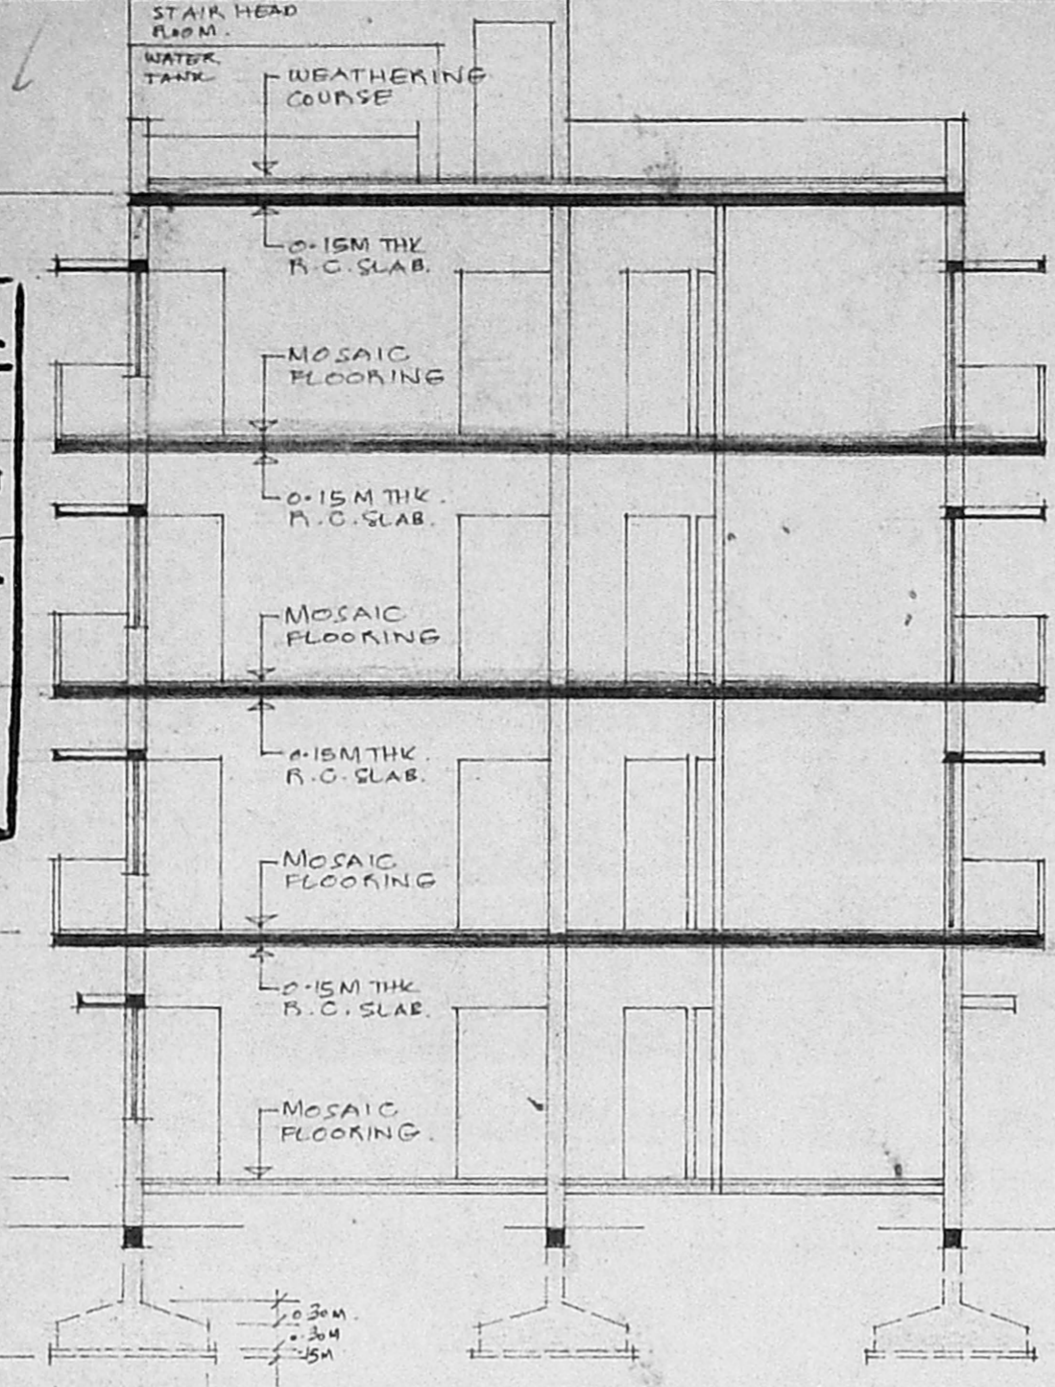 STAIR HEAD
ROOM.
WATER
TANK
WEATHERING
COURSE
0.15M THK
R.C. SLAB.
MOSAIC
FLOORING
0.15M THK.
R.C. SLAB.
MOSAIC
FLOORING
0.15M THK
R.C. SLAB.
MOSAIC
FLOORING
0.15M THK
R.C. SLAB.
MOSAIC
FLOORING.
0.30M.
.30M
.15M